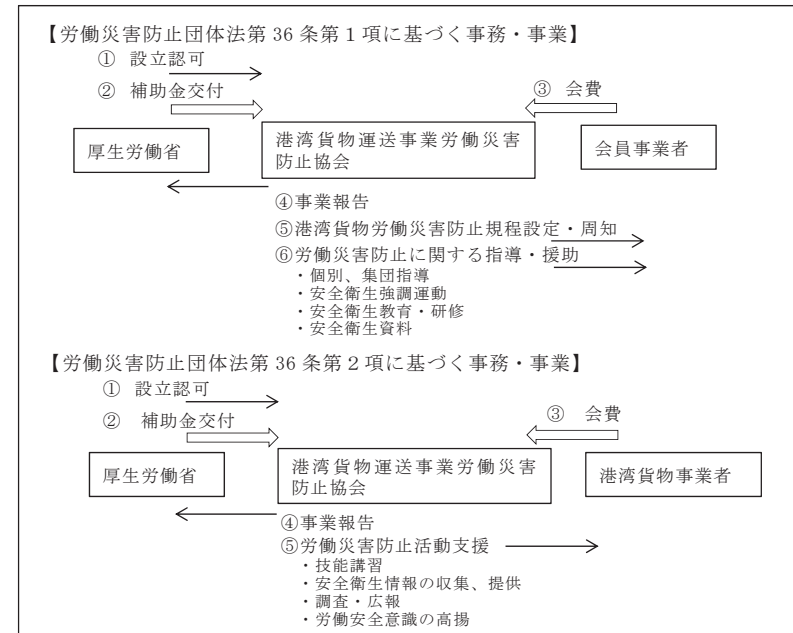 【労働災害防止団体法第36条第1項に基づく事務・事業】
① 設立認可
② 補助金交付
③ 会費
厚生労働省
港湾貨物運送事業労働災害
防止協会
会員事業者
④事業報告
⑤港湾貨物労働災害防止規程設定・周知
⑥労働災害防止に関する指導・援助
・個別、集団指導
・安全衛生強調運動
・安全衛生教育・研修
・安全衛生資料
【労働災害防止団体法第36条第2項に基づく事務・事業】
① 設立認可
② 補助金交付
③ 会費
厚生労働省
港湾貨物運送事業労働災害
防止協会
港湾貨物事業者
④事業報告
⑤労働災害防止活動支援
・技能講習
・安全衛生情報の収集、提供
・調査・広報
・労働安全意識の高揚